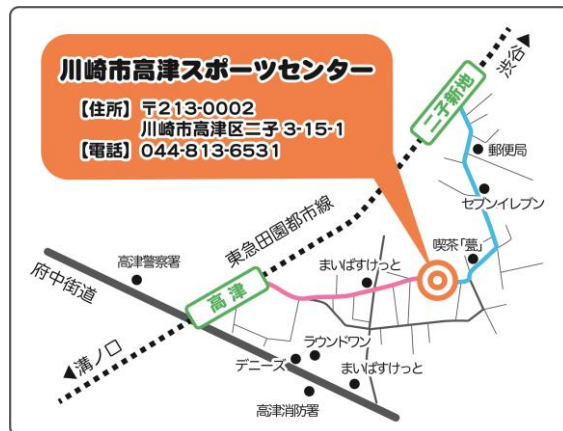 川崎市高津スポーツセンター
【住所】〒213-0002
川崎市高津区二子3-15-1
【電話】044-813-6531
渋谷
二子新地
郵便局
セブンイレブン
喫茶「甍」
東急田園都市線
高津警察署
まいばすけっと
府中街道
高津
ラウンドワン
デニーズ
まいばすけっと
溝ノ口
高津消防署